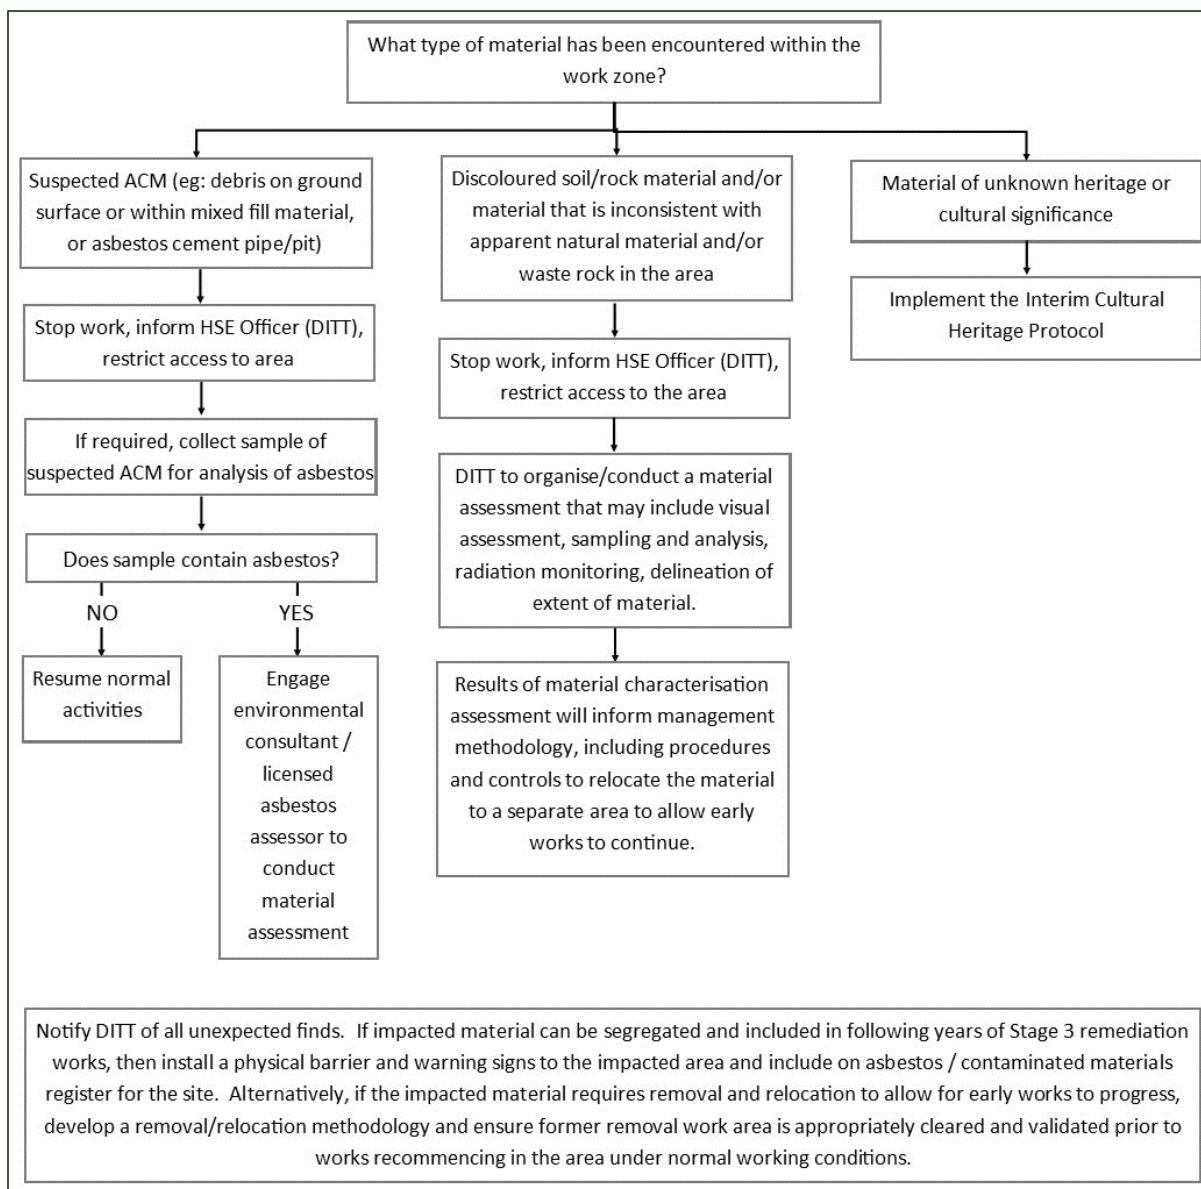 What type of material has been encountered within the
work zone?
Suspected ACM (eg: debris on ground
surface or within mixed fill material,
or asbestos cement pipe/pit)
Stop work, inform HSE Officer (DITT),
restrict access to area
If required, collect sample of
suspected ACM for analysis of asbestos
Does sample contain asbestos?
NO
YES
Resume normal
activities
Engage
environmental
consultant /
licensed
asbestos
assessor to
conduct
material
assessment
Discoloured soil/rock material and/or
material that is inconsistent with
apparent natural material and/or
waste rock in the area
Stop work, inform HSE Officer (DITT),
restrict access to the area
DITT to organise/conduct a material
assessment that may include visual
assessment, sampling and analysis,
radiation monitoring, delineation of
extent of material.
Results of material characterisation
assessment will inform management
methodology, including procedures
and controls to relocate the material
to a separate area to allow early
works to continue.
Material of unknown heritage or
cultural significance
Implement the Interim Cultural
Heritage Protocol
Notify DITT of all unexpected finds. If impacted material can be segregated and included in following years of Stage 3 remediation
works, then install a physical barrier and warning signs to the impacted area and include on asbestos / contaminated materials
register for the site. Alternatively, if the impacted material requires removal and relocation to allow for early works to progress,
develop a removal/relocation methodology and ensure former removal work area is appropriately cleared and validated prior to
works recommencing in the area under normal working conditions.